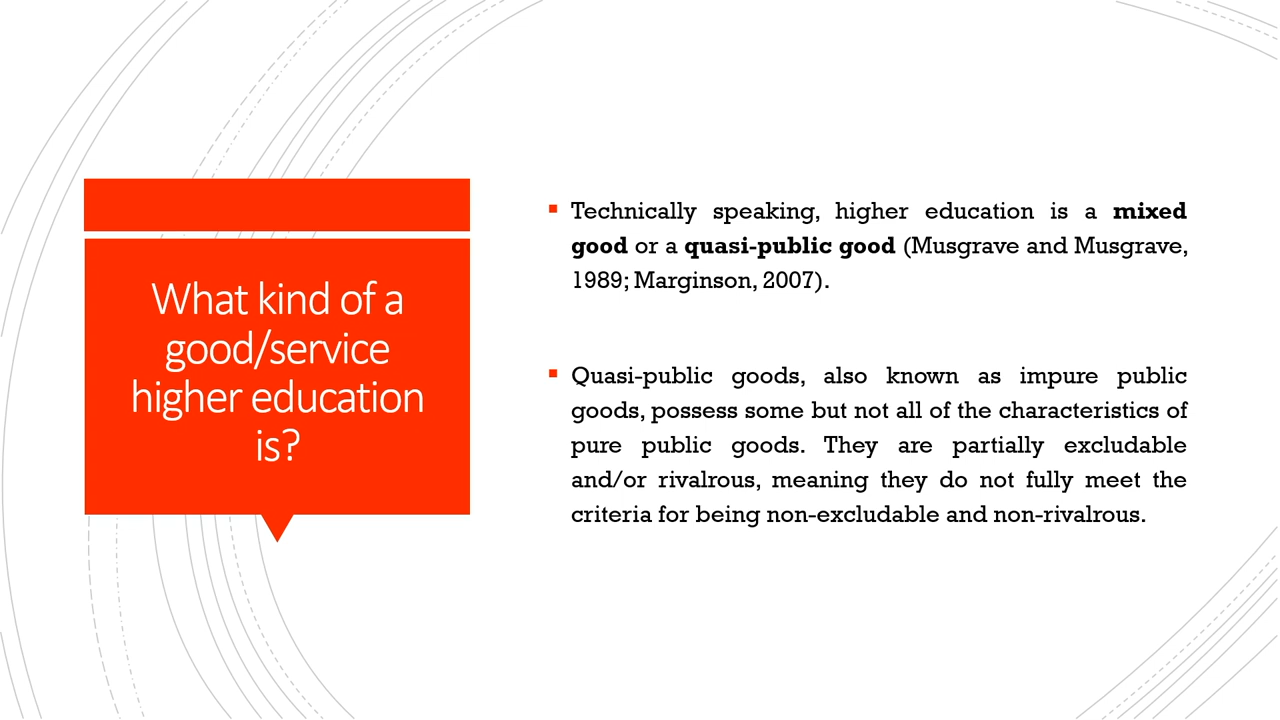 What kind of a
good/service
higher education
is?
Technically speaking, higher education is a mixed
good or a quasi-public good (Musgrave and Musgrave,
1989; Marginson, 2007).
Quasi-public goods, also known as impure public
goods, possess some but not all of the characteristics of
pure public goods. They are partially excludable
and/or rivalrous, meaning they do not fully meet the
criteria for being non-excludable and non-rivalrous.